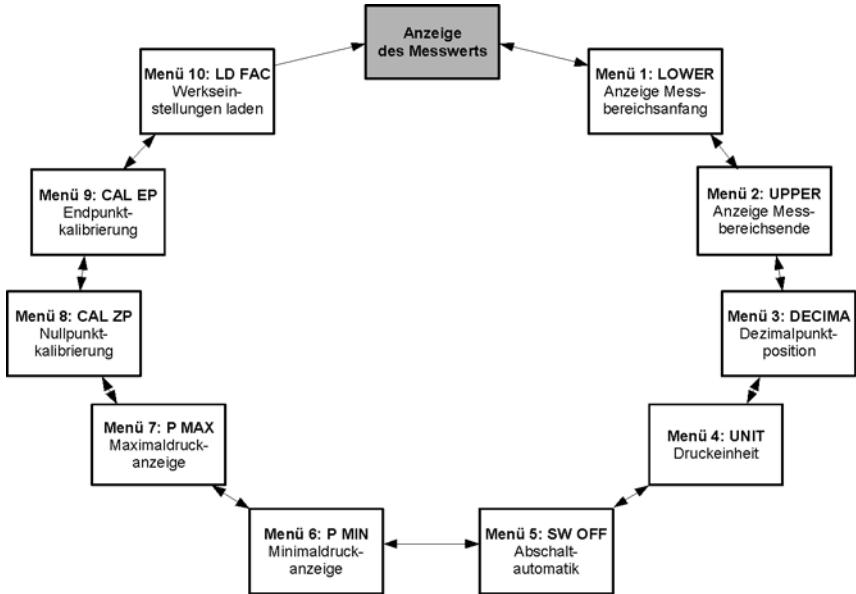 Anzeige
des Messwerts
Menü 1: LOWER
Anzeige Mess-
bereichsanfang
Menü 2: UPPER
Anzeige Mess-
bereichsende
Menü 3: DECIMA
Dezimalpunkt-
position
Menü 4: UNIT
Druckeinheit
Menü 5: SW OFF
Abschalt-
automatik
Menü 6: P MIN
Minimaldruck-
anzeige
Menü 7: P MAX
Maximaldruck-
anzeige
Menü 8: CAL ZP
Nullpunkt-
kalibrierung
Menü 9: CAL EP
Endpunkt-
kalibrierung
Menü 10: LD FAC
Werksein-
stellungen laden